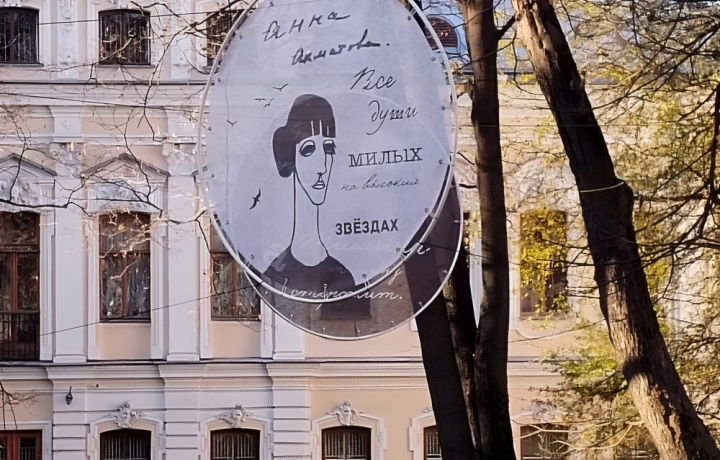 Анна
Ахматова.
Все
души
МИЛЫХ
на высоких
ЗВЁЗДАХ